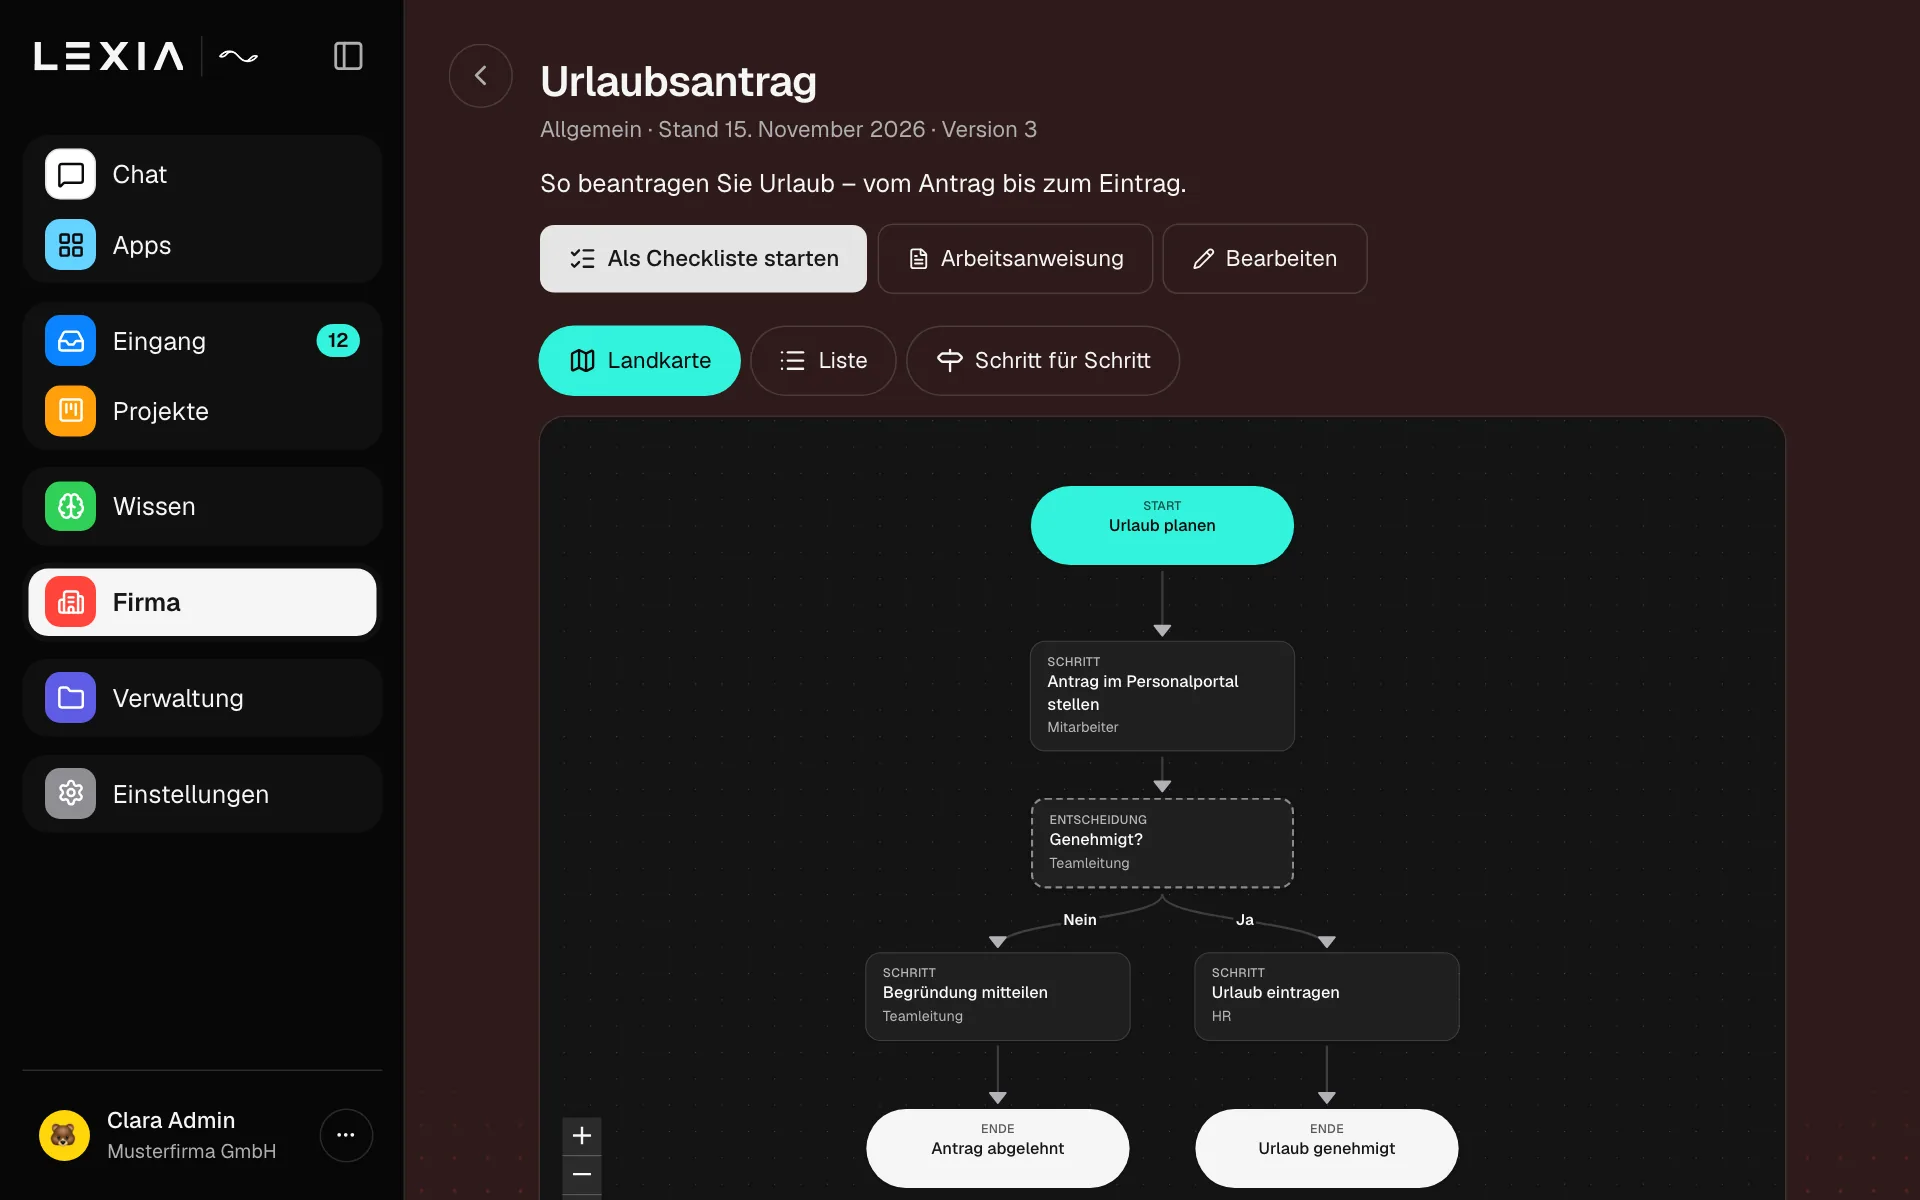 LEXIA
Chat
Apps
Eingang
12
Projekte
Wissen
Firma
Verwaltung
Einstellungen
Clara Admin
Musterfirma GmbH
Urlaubsantrag
Allgemein · Stand 15. November 2026 · Version 3
So beantragen Sie Urlaub – vom Antrag bis zum Eintrag.
Als Checkliste starten
Arbeitsanweisung
Bearbeiten
Landkarte
Liste
Schritt für Schritt
START
Urlaub planen
SCHRITT
Antrag im Personalportal
stellen
Mitarbeiter
ENTSCHEIDUNG
Genehmigt?
Teamleitung
Nein
Ja
SCHRITT
Begründung mitteilen
Teamleitung
SCHRITT
Urlaub eintragen
HR
ENDE
Antrag abgelehnt
ENDE
Urlaub genehmigt